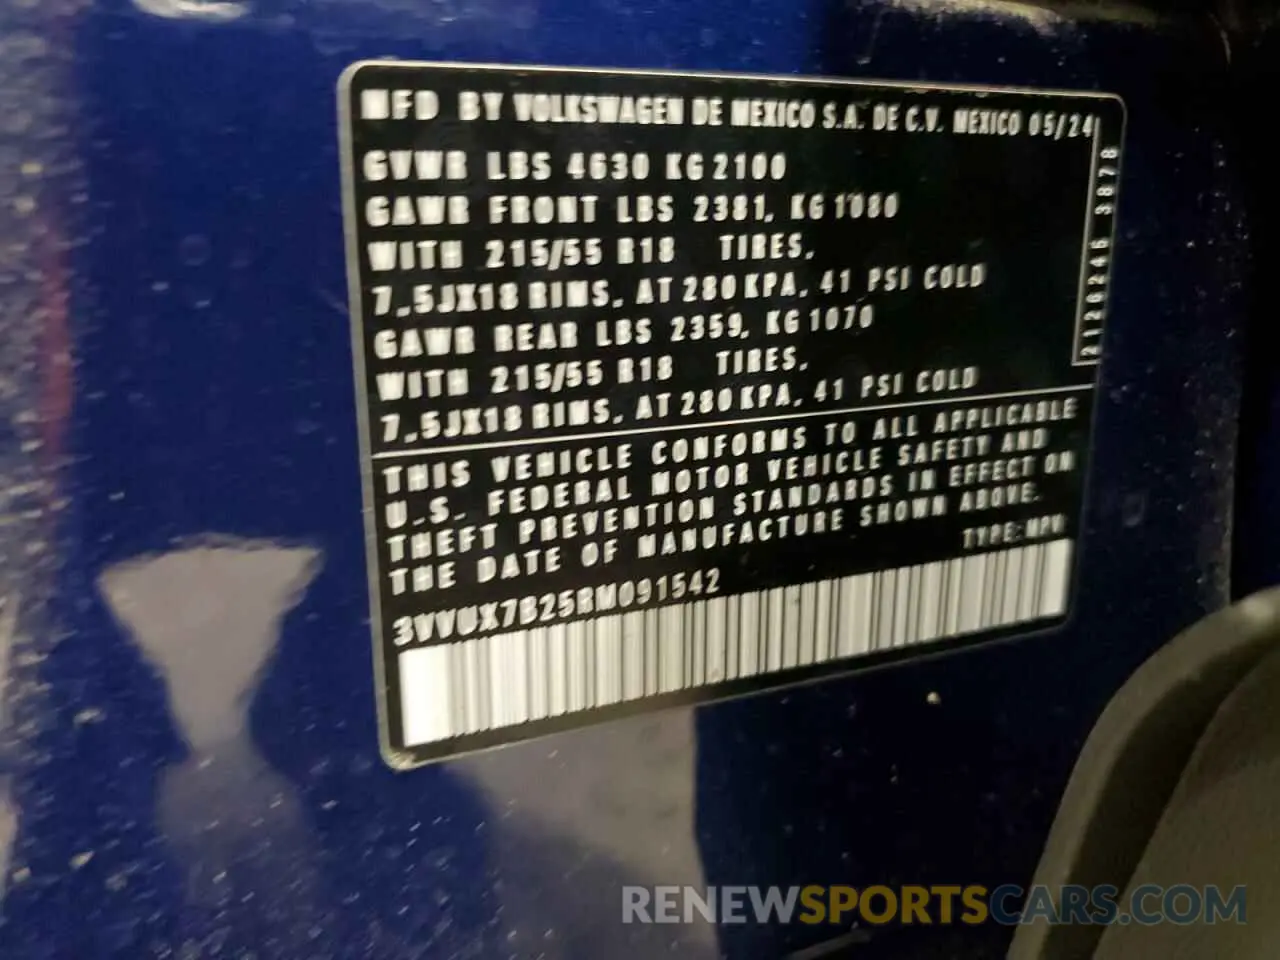 MFD BY VOLKSWAGEN DE MEXICO S.A. DE C.V. MEXICO 05/24
GVWR LBS 4630 KG 2100
GAWR FRONT LBS 2381, KG 1080
WITH 215/55 R18 TIRES,
7.5JX18 RIMS, AT 280 KPA, 41 PSI COLD
GAWR REAR LBS 2359, KG 1070
WITH 215/55 R18 TIRES,
7.5JX18 RIMS, AT 280 KPA, 41 PSI COLD
2126246 3878
THIS VEHICLE CONFORMS TO ALL APPLICABLE
U.S. FEDERAL MOTOR VEHICLE SAFETY AND
THEFT PREVENTION STANDARDS IN EFFECT ON
THE DATE OF MANUFACTURE SHOWN ABOVE.
TYPE: MPV
3VVUX7B25RM091542
RENEWSPORTSCARS.COM